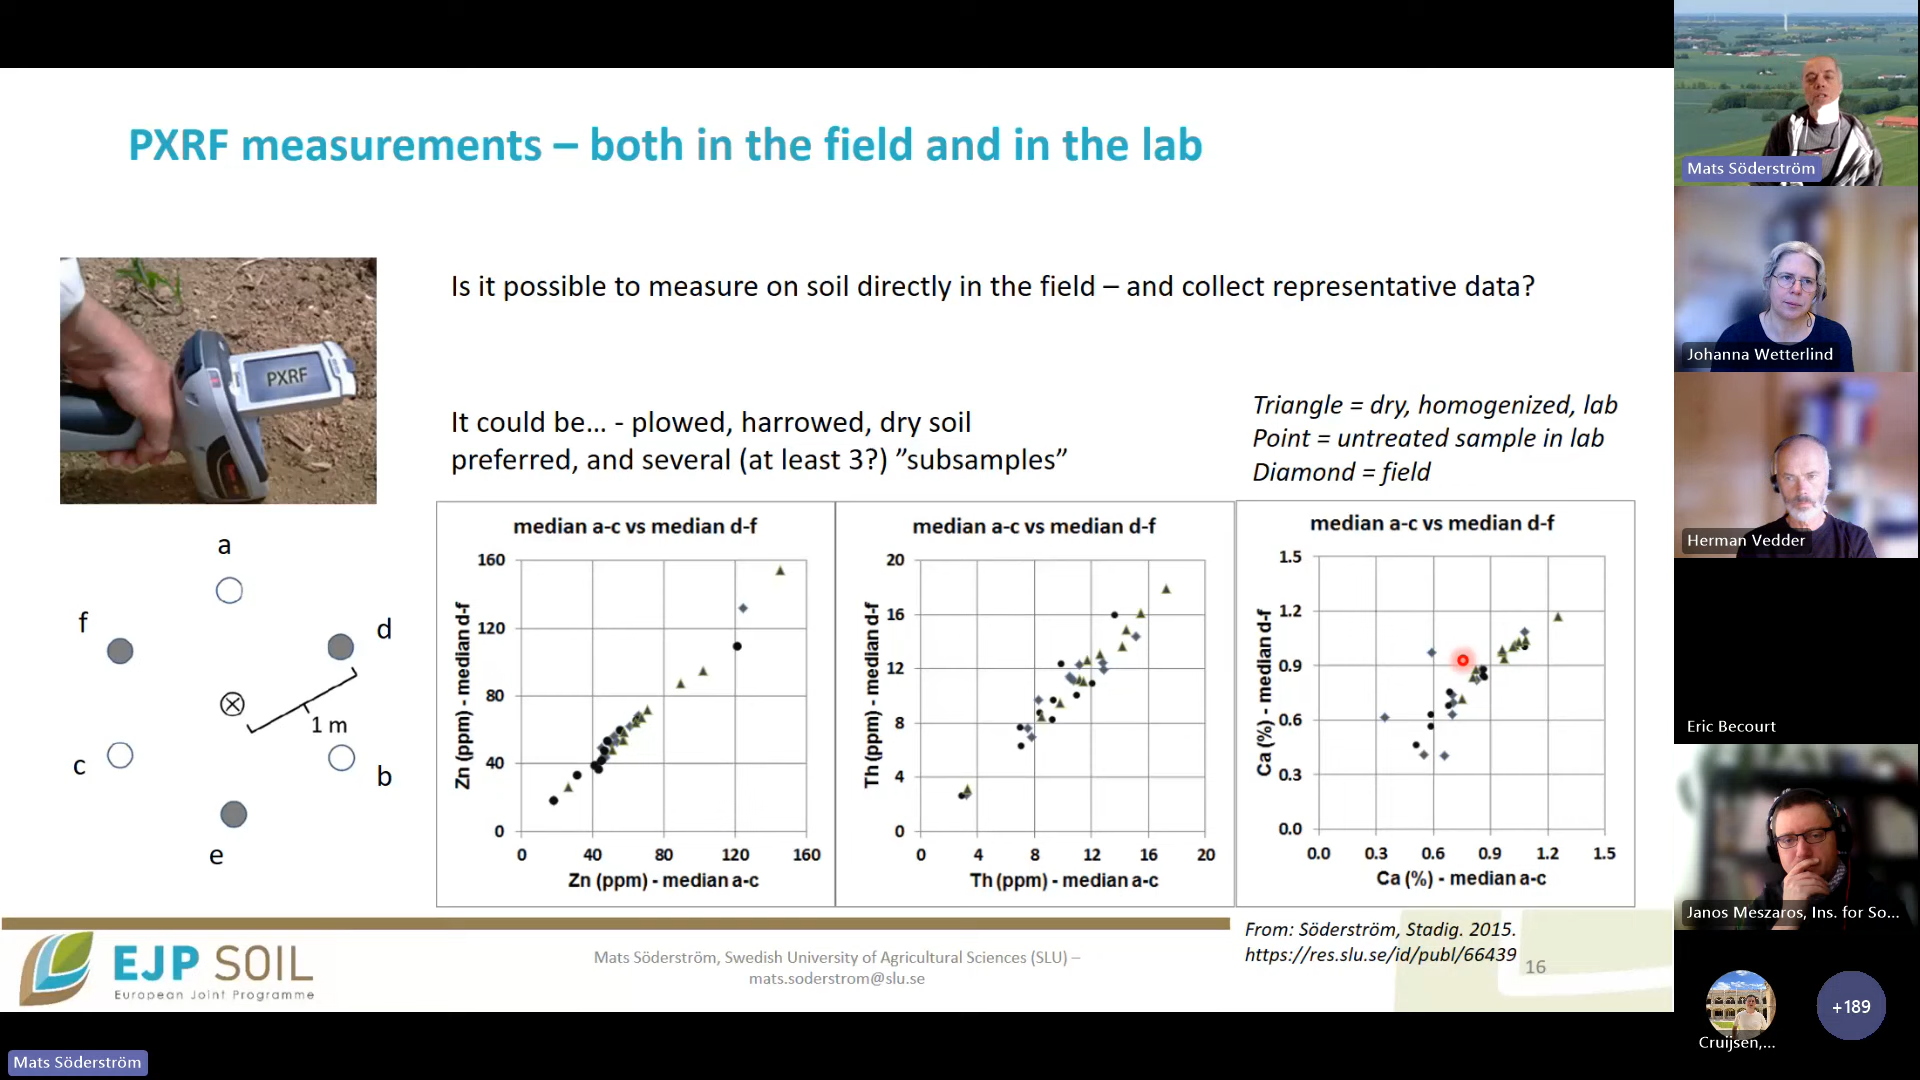 PXRF measurements – both in the field and in the lab
Is it possible to measure on soil directly in the field – and collect representative data?
PXRF
It could be... - plowed, harrowed, dry soil
preferred, and several (at least 3?) ”subsamples”
Triangle = dry, homogenized, lab
Point = untreated sample in lab
Diamond = field
a
f
d
1 m
c
b
e
median a-c vs median d-f
Zn (ppm) - median d-f
160
120
80
40
0
0 40 80 120 160
Zn (ppm) - median a-c
median a-c vs median d-f
Th (ppm) - median d-f
20
16
12
8
4
0
0 4 8 12 16 20
Th (ppm) - median a-c
median a-c vs median d-f
Ca (%) - median d-f
1.5
1.2
0.9
0.6
0.3
0.0
0.0 0.3 0.6 0.9 1.2 1.5
Ca (%) - median a-c
EJP SOIL
European Joint Programme
Mats Söderström, Swedish University of Agricultural Sciences (SLU) –
mats.soderstrom@slu.se
From: Söderström, Stadig. 2015.
https://res.slu.se/id/publ/66439
16
Mats Söderström
Johanna Wetterlind
Herman Vedder
Eric Becourt
Janos Meszaros, Ins. for So...
Cruijsen,...
+189
Mats Söderström